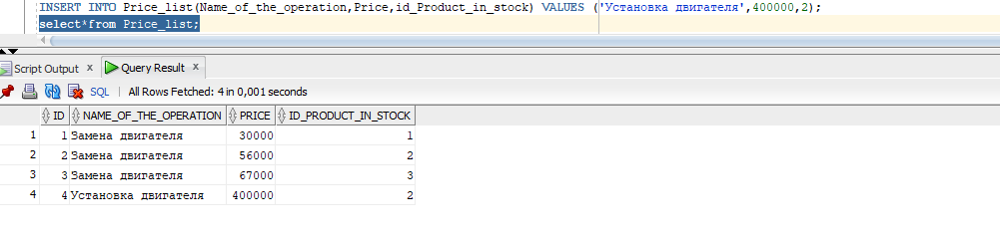 INSERT INTO Price_list(Name_of_the_operation,Price,id_Product_in_stock) VALUES ('Установка двигателя',400000,2);
select*from Price_list;
Script Output x Query Result x
SQL | All Rows Fetched: 4 in 0,001 seconds
ID NAME_OF_THE_OPERATION PRICE ID_PRODUCT_IN_STOCK
1 1 Замена двигателя 30000 1
2 2 Замена двигателя 56000 2
3 3 Замена двигателя 67000 3
4 4 Установка двигателя 400000 2